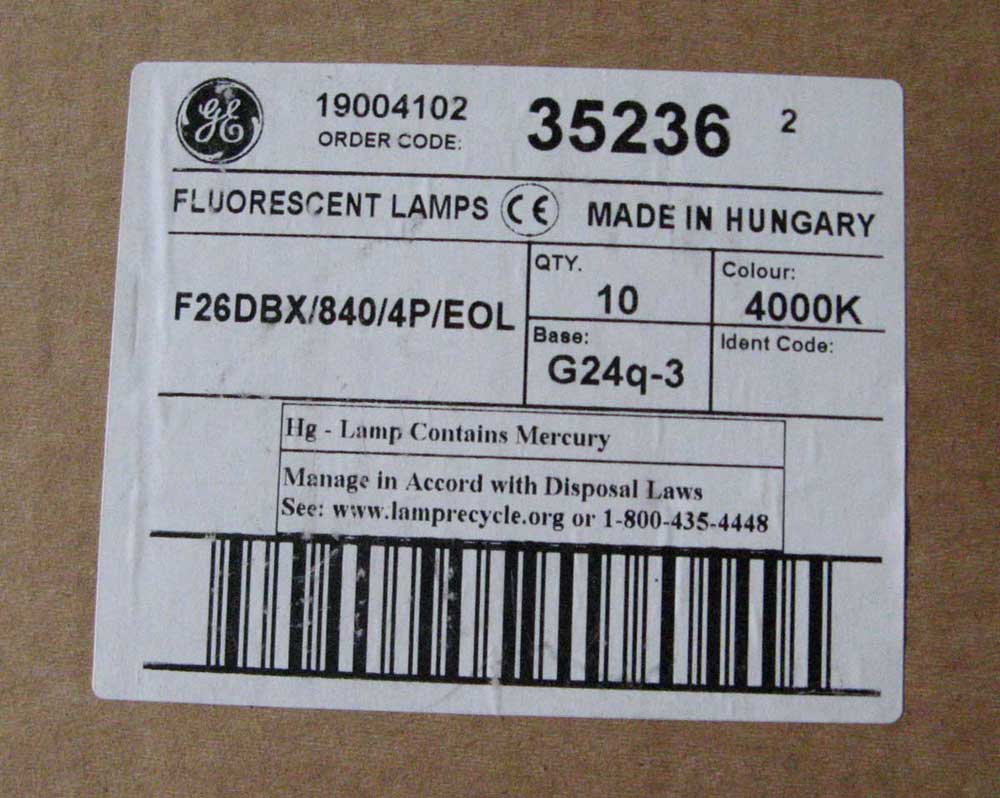 GE
19004102
ORDER CODE:
35236 2
FLUORESCENT LAMPS CE MADE IN HUNGARY
F26DBX/840/4P/EOL
QTY.
10
Colour:
4000K
Base:
G24q-3
Ident Code:
Hg - Lamp Contains Mercury
Manage in Accord with Disposal Laws
See: www.lamprecycle.org or 1-800-435-4448